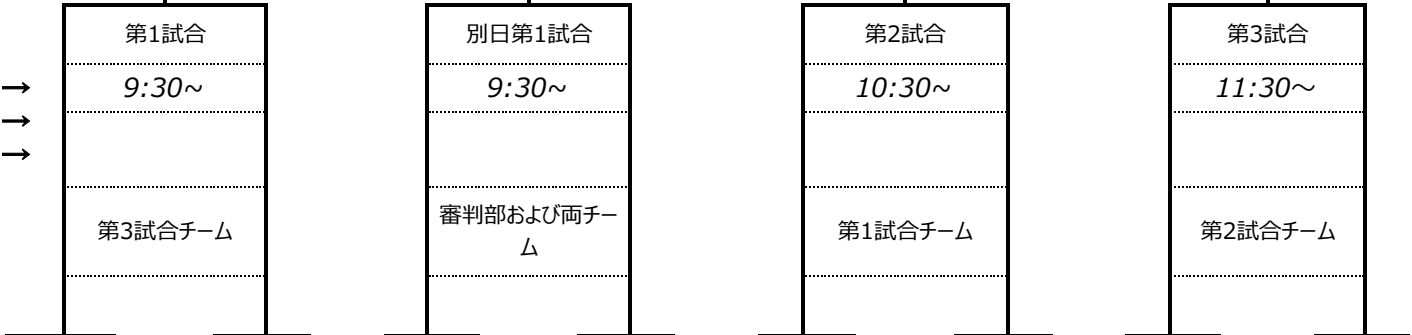 第1試合
別日第1試合
第2試合
第3試合
→
9:30~
9:30~
10:30~
11:30～
→
→
第3試合チーム
審判部および両チー
ム
第1試合チーム
第2試合チーム